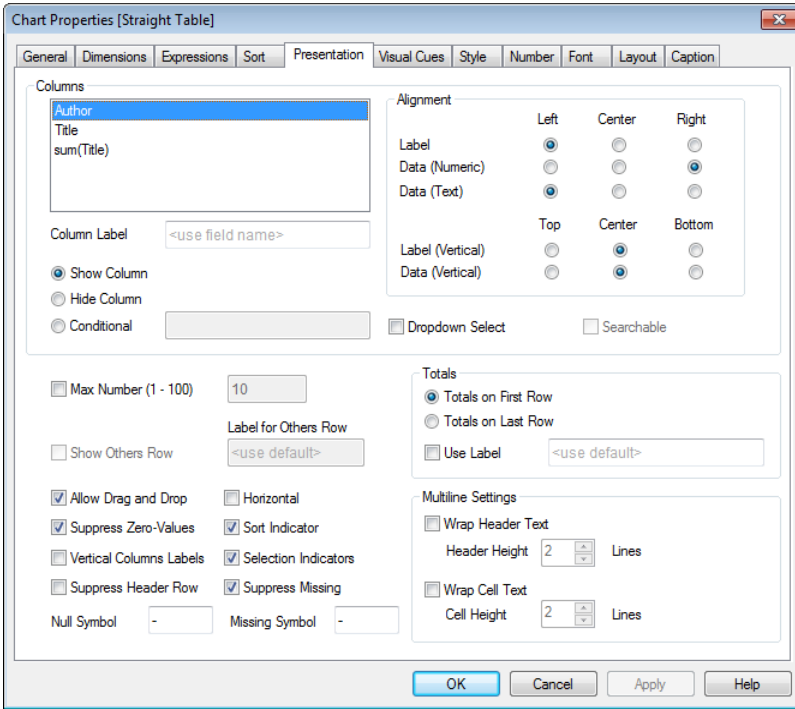 Chart Properties [Straight Table]
General Dimensions Expressions Sort Presentation Visual Cues Style Number Font Layout Caption
Columns
Author
Title
sum(Title)
Column Label <use field name>
Show Column
Hide Column
Conditional
Alignment
Left Center Right
Label
Data (Numeric)
Data (Text)
Top Center Bottom
Label (Vertical)
Data (Vertical)
Dropdown Select Searchable
Max Number (1 - 100) 10
Label for Others Row
Show Others Row <use default>
Totals
Totals on First Row
Totals on Last Row
Use Label <use default>
Allow Drag and Drop Horizontal
Suppress Zero-Values Sort Indicator
Vertical Columns Labels Selection Indicators
Suppress Header Row Suppress Missing
Null Symbol - Missing Symbol -
Multiline Settings
Wrap Header Text
Header Height 2 Lines
Wrap Cell Text
Cell Height 2 Lines
OK Cancel Apply Help